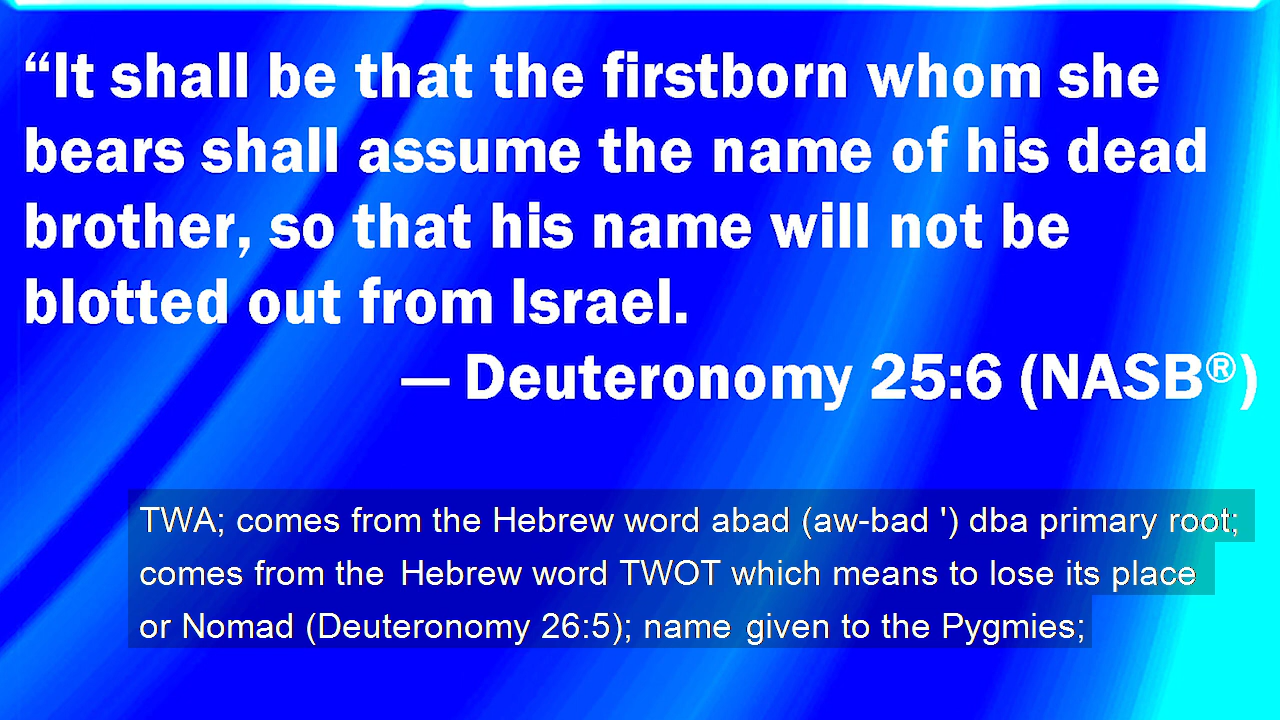 “It shall be that the firstborn whom she
bears shall assume the name of his dead
brother, so that his name will not be
blotted out from Israel.
— Deuteronomy 25:6 (NASB®)
TWA; comes from the Hebrew word abad (aw-bad ') dba primary root;
comes from the Hebrew word TWOT which means to lose its place
or Nomad (Deuteronomy 26:5); name given to the Pygmies;